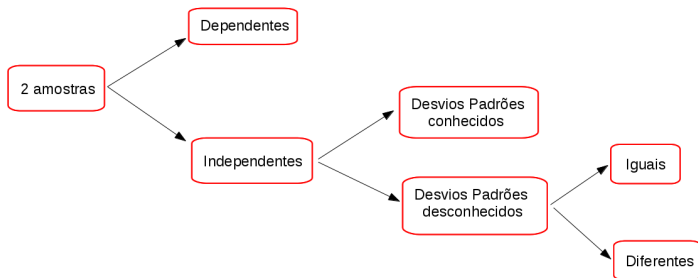 Dependentes
2 amostras
Desvios Padrões
conhecidos
Independentes
Iguais
Desvios Padrões
desconhecidos
Diferentes